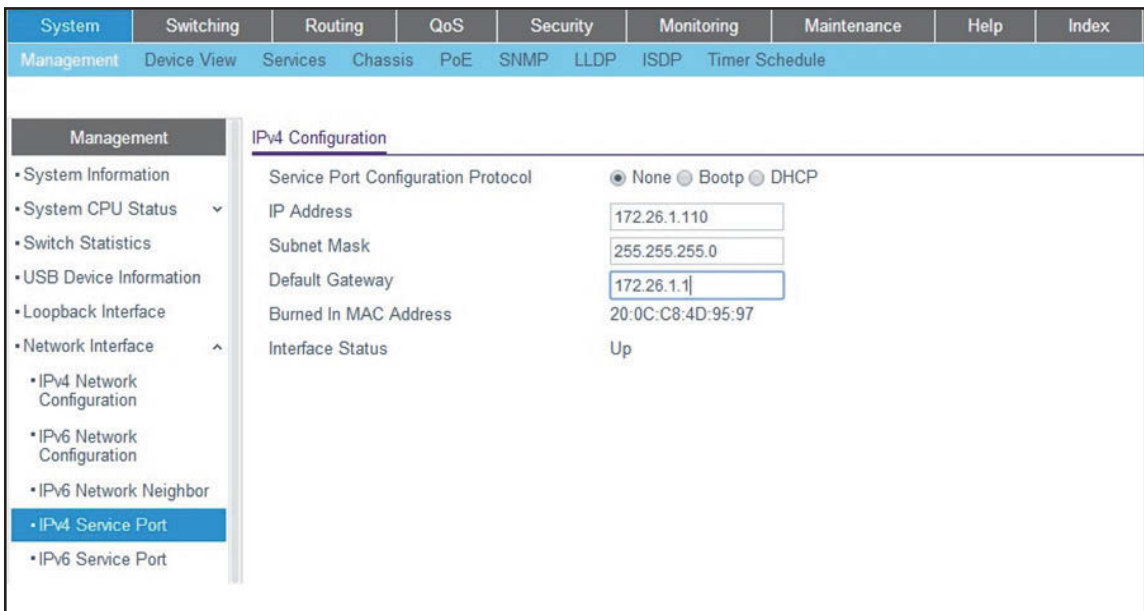 System Switching Routing QoS Security Monitoring Maintenance Help Index
Management Device View Services Chassis PoE SNMP LLDP ISDP Timer Schedule
Management
System Information
System CPU Status
Switch Statistics
USB Device Information
Loopback Interface
Network Interface
IPv4 Network
Configuration
IPv6 Network
Configuration
IPv6 Network Neighbor
IPv4 Service Port
IPv6 Service Port
IPv4 Configuration
Service Port Configuration Protocol None Bootp DHCP
IP Address 172.26.1.110
Subnet Mask 255.255.255.0
Default Gateway 172.26.1.1
Burned In MAC Address 20:0C:C8:4D:95:97
Interface Status Up